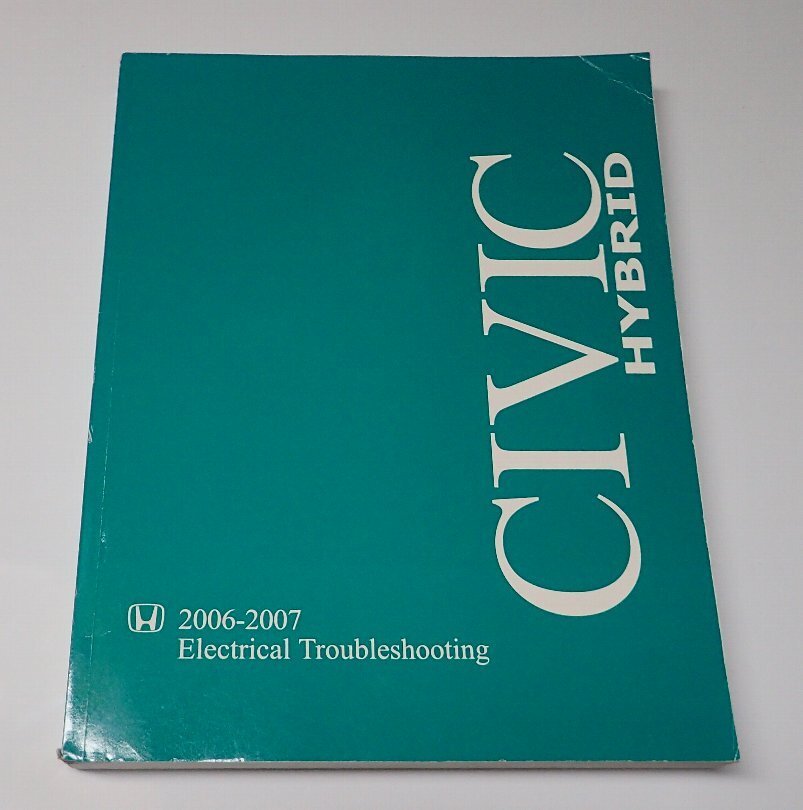 CIVIC
HYBRID
2006-2007
Electrical Troubleshooting